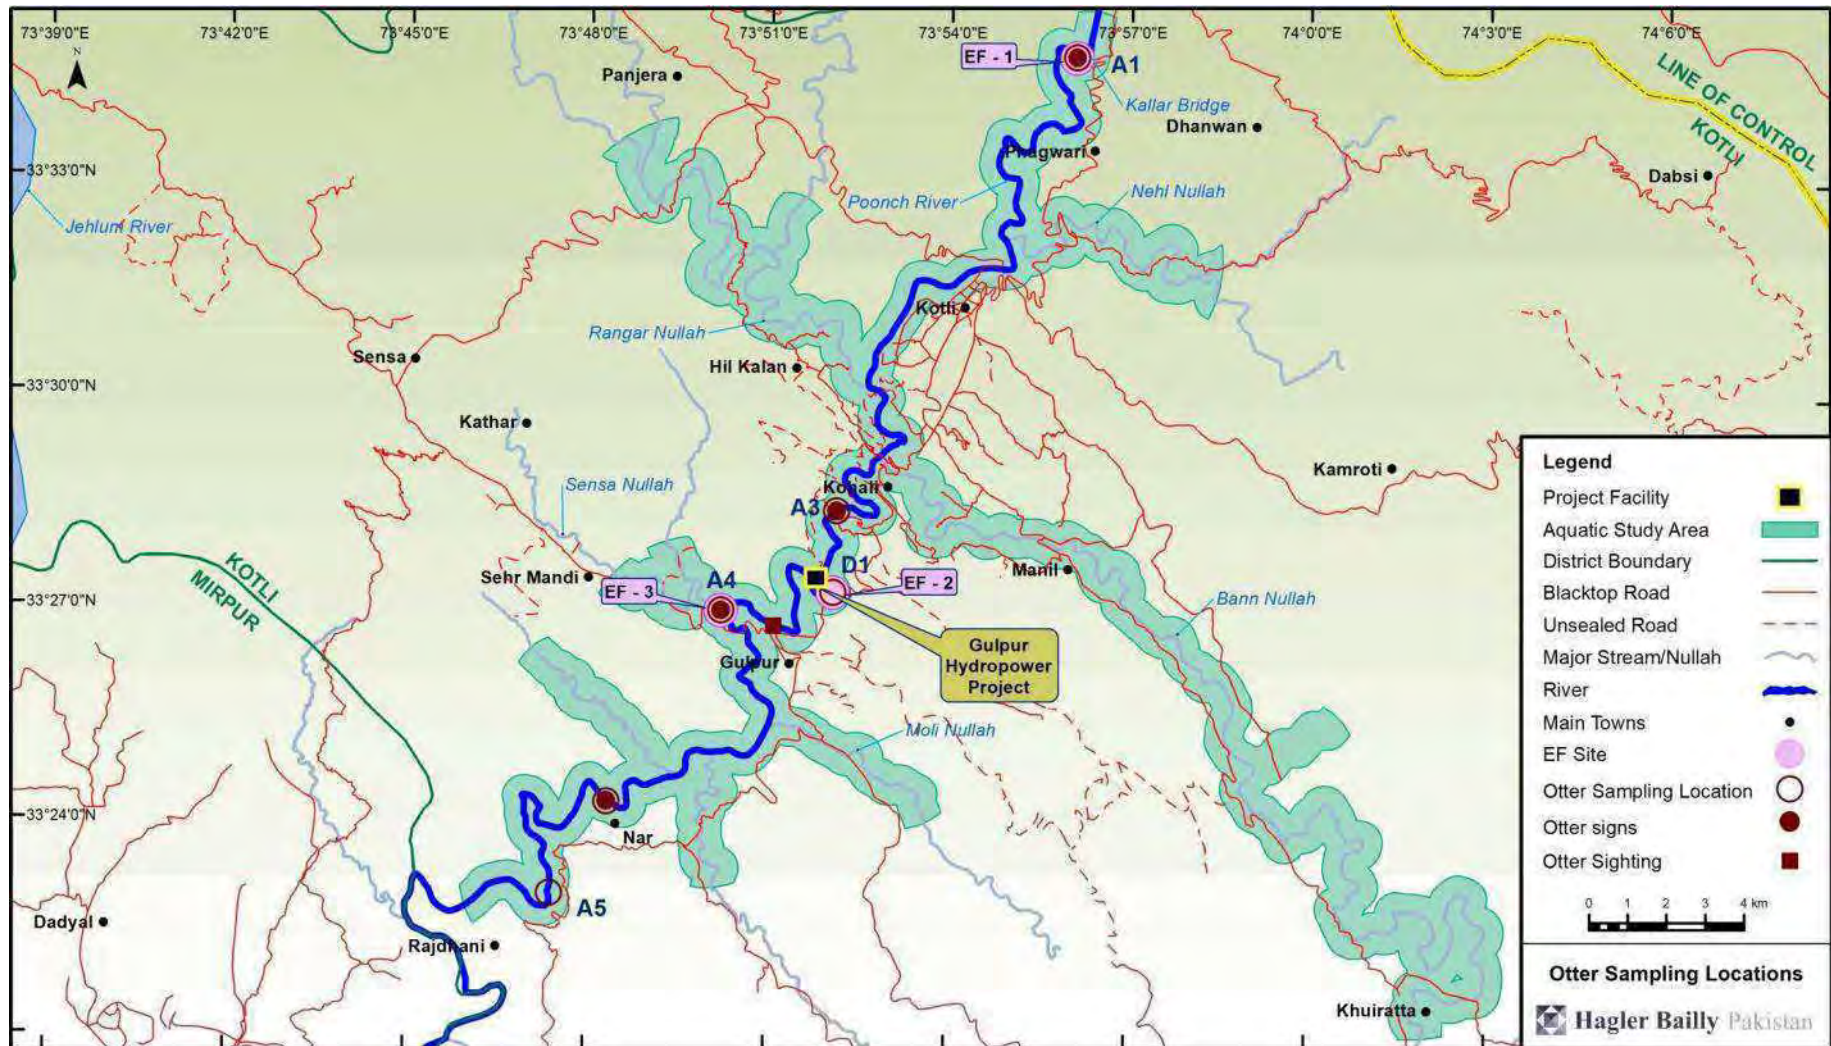 73°39'0"E
73°42'0"E
73°45'0"E
73°48'0"E
73°51'0"E
73°54'0"E
73°57'0"E
74°0'0"E
74°3'0"E
74°6'0"E
N
EF - 1
A1
Panjera
Kallar Bridge
Dhanwan
LINE OF CONTROL
KOTLI
Phagwari
33°33'0"N
Dabsi
Nehl Nullah
Poonch River
Jehlum River
Kotli
Rangar Nullah
Sensa
Hil Kalan
33°30'0"N
Kathar
Kamroti
Sensa Nullah
Kohali
A3
KOTLI
MIRPUR
D1
Manil
Sehr Mandi
A4
EF - 2
EF - 3
33°27'0"N
Bann Nullah
Gulpur
Hydropower
Project
Gulpur
Moli Nullah
33°24'0"N
Nar
A5
Dadyal
Rajdhani
Khuiratta
Legend
Project Facility
Aquatic Study Area
District Boundary
Blacktop Road
Unsealed Road
Major Stream/Nullah
River
Main Towns
EF Site
Otter Sampling Location
Otter signs
Otter Sighting
0 1 2 3 4 km
Otter Sampling Locations
Hagler Bailly Pakistan